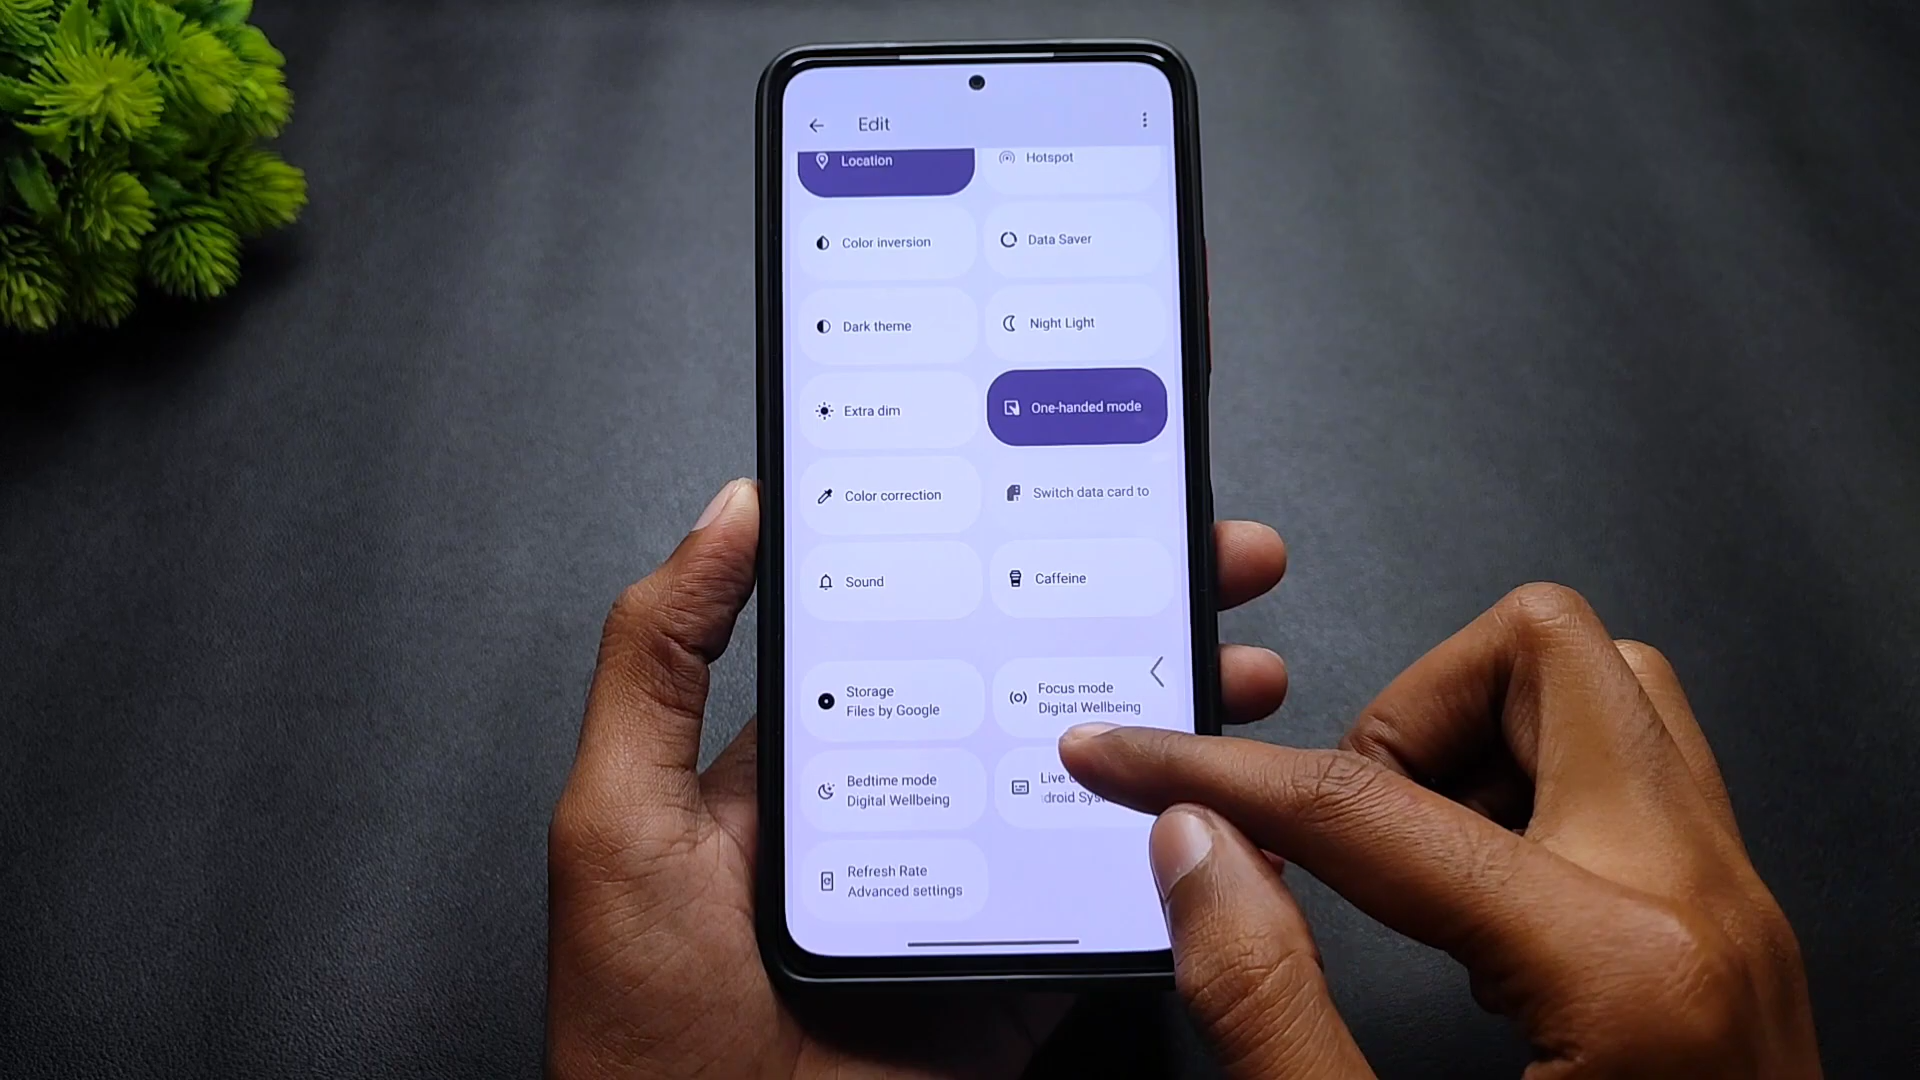 Edit
Location
Hotspot
Color inversion
Data Saver
Dark theme
Night Light
Extra dim
One-handed mode
Color correction
Switch data card to
Sound
Caffeine
Storage
Files by Google
Focus mode
Digital Wellbeing
Bedtime mode
Digital Wellbeing
Live
Refresh Rate
Advanced settings